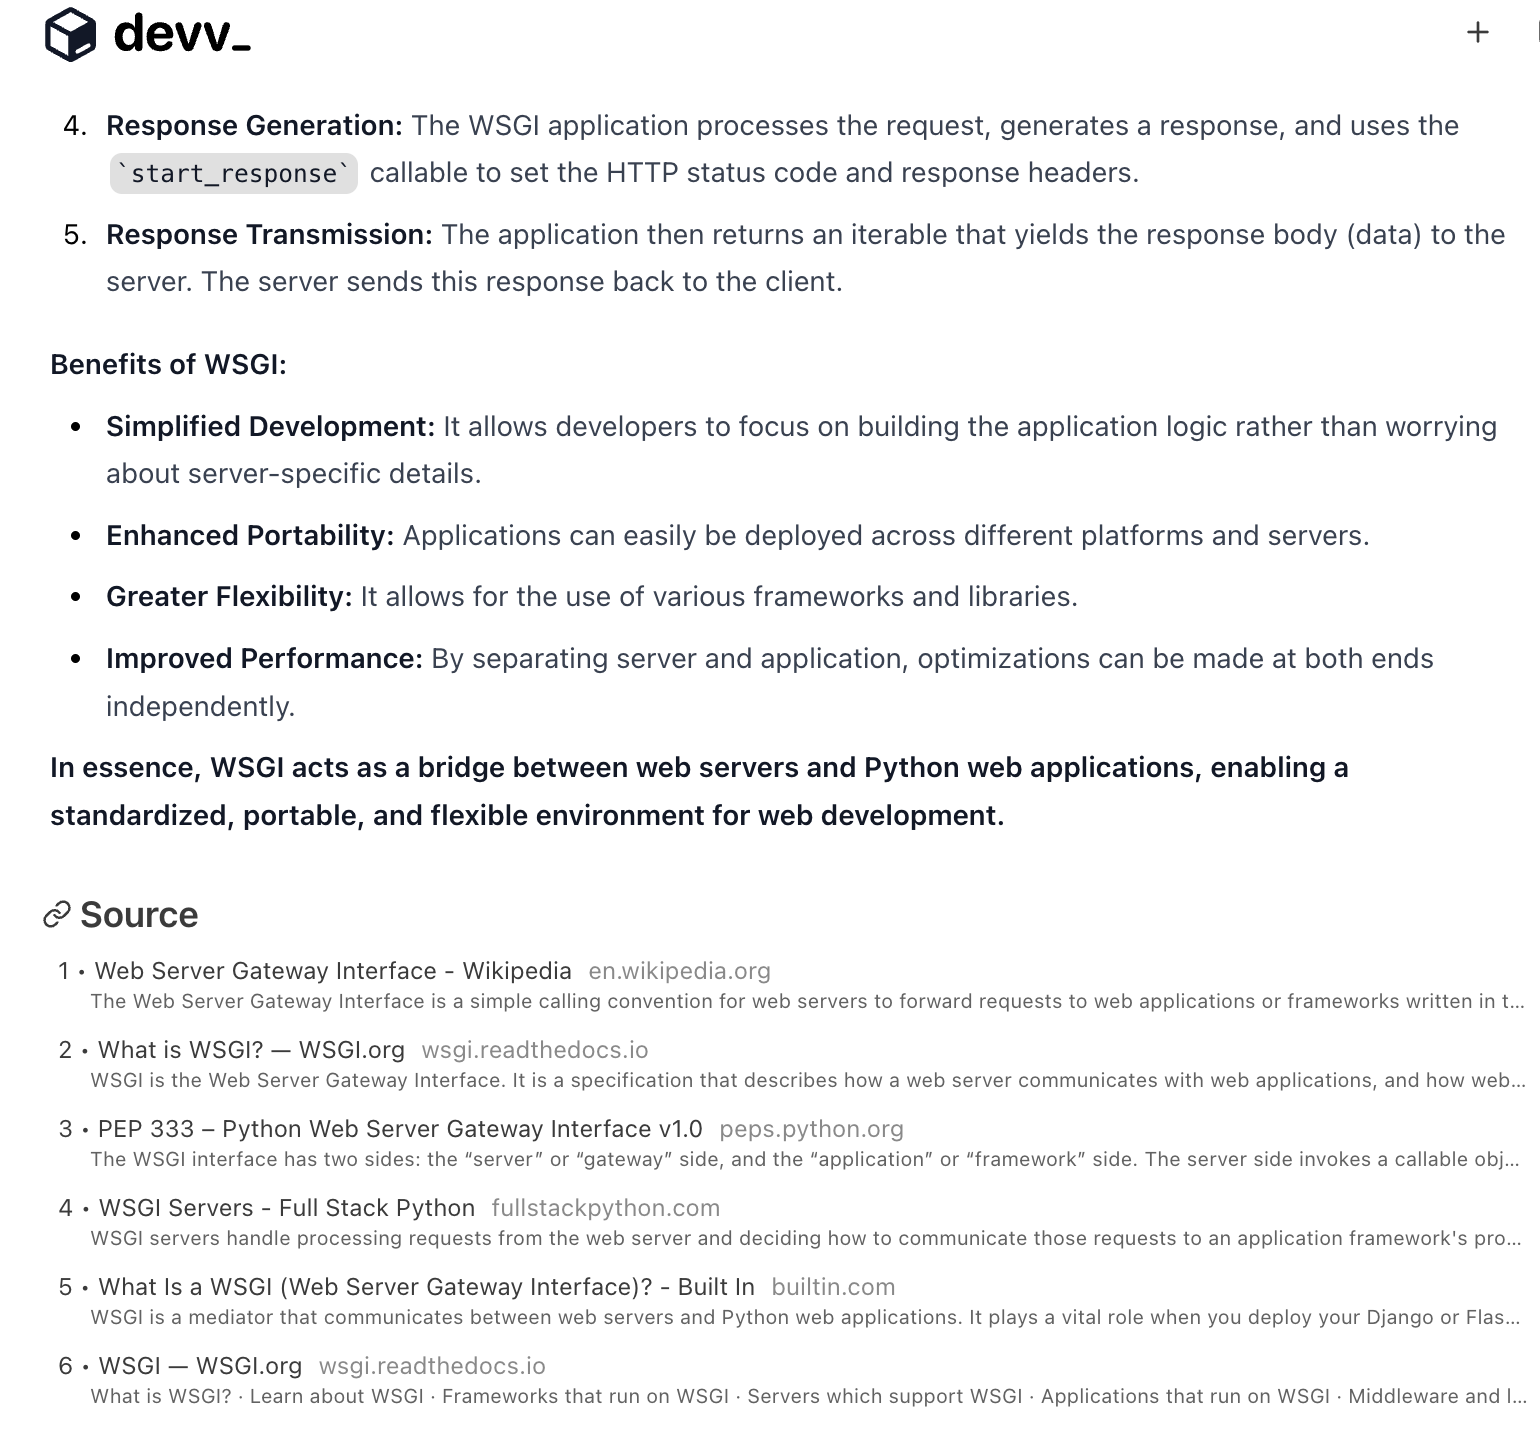 devv_
4. Response Generation: The WSGI application processes the request, generates a response, and uses the
`start_response` callable to set the HTTP status code and response headers.
5. Response Transmission: The application then returns an iterable that yields the response body (data) to the
server. The server sends this response back to the client.
Benefits of WSGI:
• Simplified Development: It allows developers to focus on building the application logic rather than worrying
about server-specific details.
• Enhanced Portability: Applications can easily be deployed across different platforms and servers.
• Greater Flexibility: It allows for the use of various frameworks and libraries.
• Improved Performance: By separating server and application, optimizations can be made at both ends
independently.
In essence, WSGI acts as a bridge between web servers and Python web applications, enabling a
standardized, portable, and flexible environment for web development.
Source
1 • Web Server Gateway Interface - Wikipedia en.wikipedia.org
The Web Server Gateway Interface is a simple calling convention for web servers to forward requests to web applications or frameworks written in t...
2 • What is WSGI? — WSGI.org wsgi.readthedocs.io
WSGI is the Web Server Gateway Interface. It is a specification that describes how a web server communicates with web applications, and how web...
3 • PEP 333 – Python Web Server Gateway Interface v1.0 peps.python.org
The WSGI interface has two sides: the “server” or “gateway” side, and the “application” or “framework” side. The server side invokes a callable obj...
4 • WSGI Servers - Full Stack Python fullstackpython.com
WSGI servers handle processing requests from the web server and deciding how to communicate those requests to an application framework's pro...
5 • What Is a WSGI (Web Server Gateway Interface)? - Built In builtin.com
WSGI is a mediator that communicates between web servers and Python web applications. It plays a vital role when you deploy your Django or Flas...
6 • WSGI — WSGI.org wsgi.readthedocs.io
What is WSGI? · Learn about WSGI · Frameworks that run on WSGI · Servers which support WSGI · Applications that run on WSGI · Middleware and l...